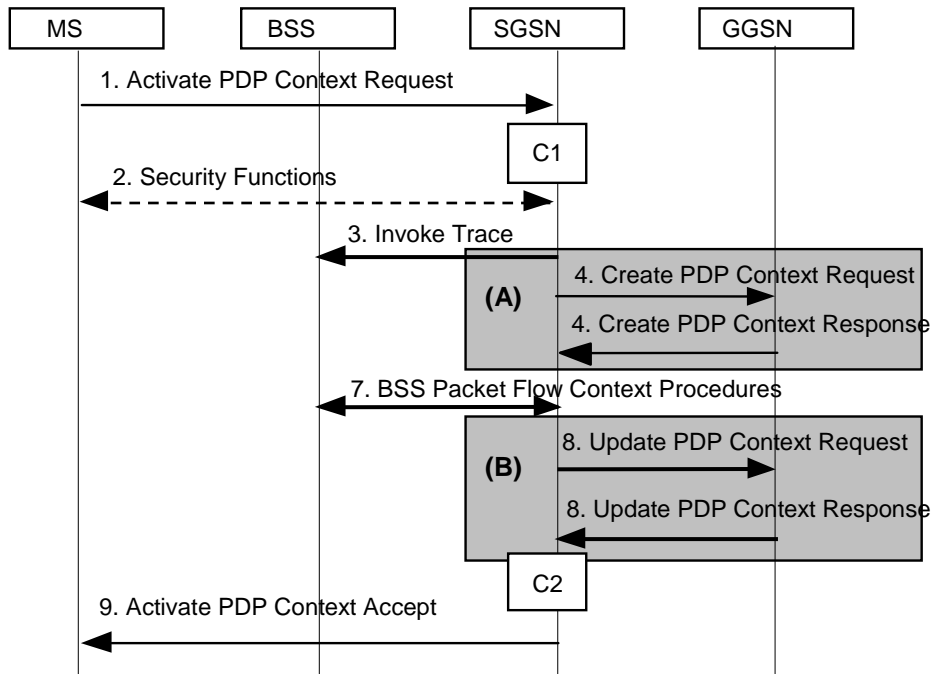 MS
BSS
SGSN
GGSN
1. Activate PDP Context Request
C1
2. Security Functions
3. Invoke Trace
(A)
4. Create PDP Context Request
4. Create PDP Context Response
7. BSS Packet Flow Context Procedures
(B)
8. Update PDP Context Request
8. Update PDP Context Response
C2
9. Activate PDP Context Accept